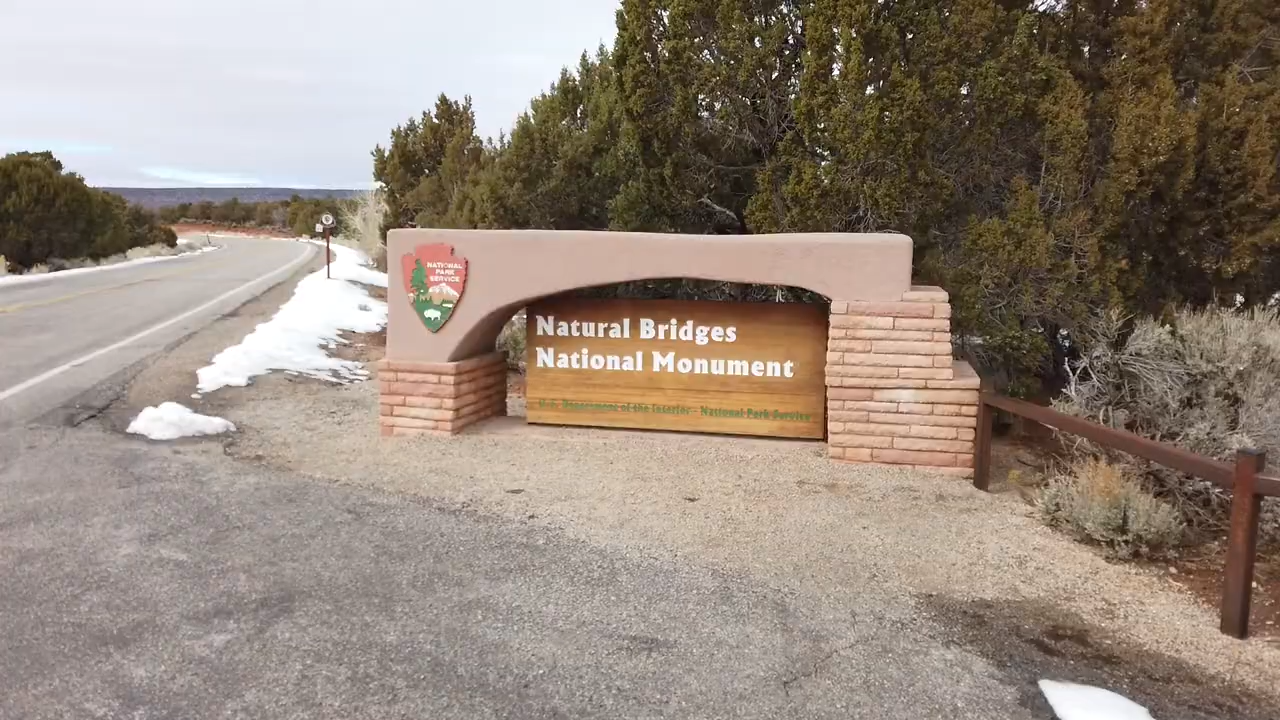 NATIONAL
PARK
SERVICE
Natural Bridges
National Monument
U.S. Department of the Interior - National Park Service